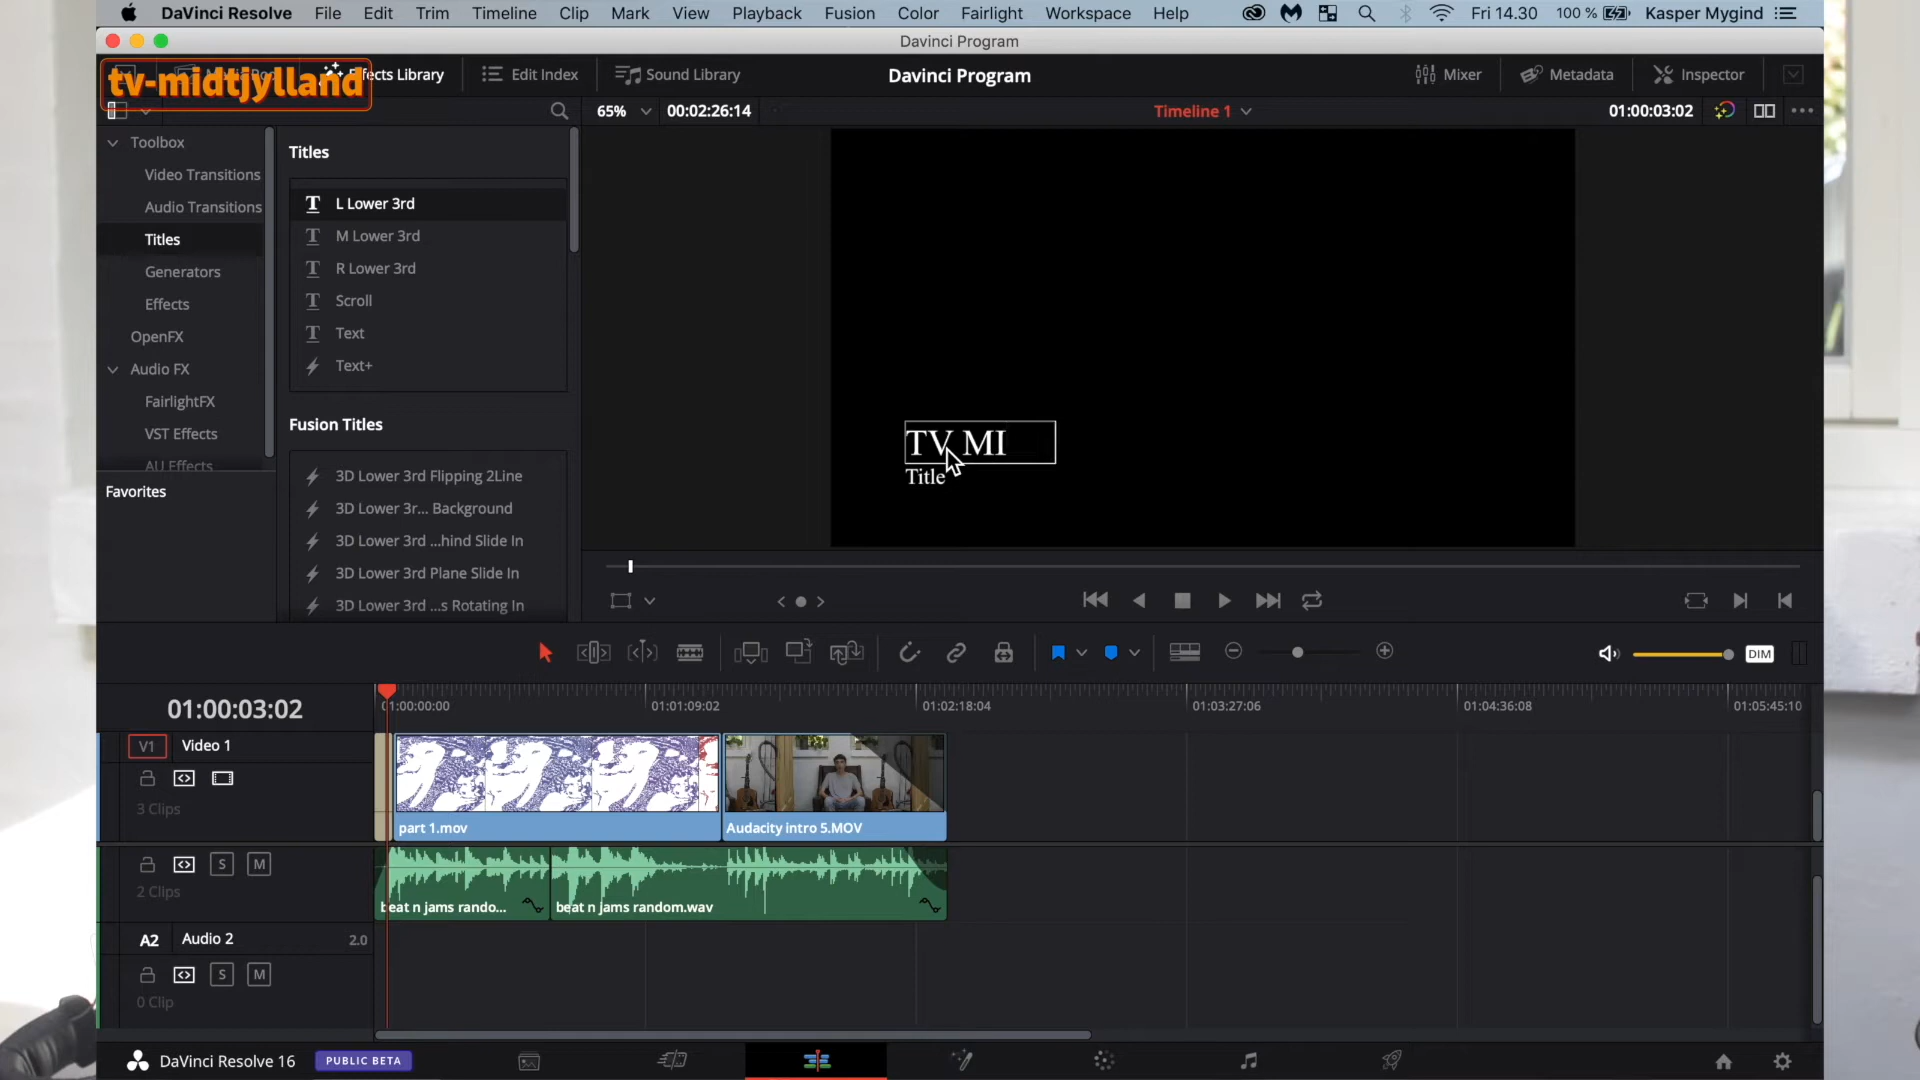 DaVinci Resolve File Edit Trim Timeline Clip Mark View Playback Fusion Color Fairlight Workspace Help Fri 14.30 100 % Kasper Mygind
Davinci Program
tv-midtjylland
Effects Library Edit Index Sound Library Davinci Program Mixer Metadata Inspector
65% 00:02:26:14 Timeline 1 01:00:03:02
Toolbox
Video Transitions
Audio Transitions
Titles
Generators
Effects
OpenFX
Audio FX
FairlightFX
VST Effects
AU Effects
Favorites
Titles
L Lower 3rd
M Lower 3rd
R Lower 3rd
Scroll
Text
Text+
Fusion Titles
3D Lower 3rd Flipping 2Line
3D Lower 3r... Background
3D Lower 3rd ...hind Slide In
3D Lower 3rd Plane Slide In
3D Lower 3rd ...s Rotating In
TV MI
Title
DIM
01:00:03:02 01:00:00:00 01:01:09:02 01:02:18:04 01:03:27:06 01:04:36:08 01:05:45:10
V1 Video 1
3 Clips
part 1.mov Audacity intro 5.MOV
S M
2 Clips
beat n jams rando... beat n jams random.wav
A2 Audio 2 2.0
S M
0 Clip
DaVinci Resolve 16 PUBLIC BETA